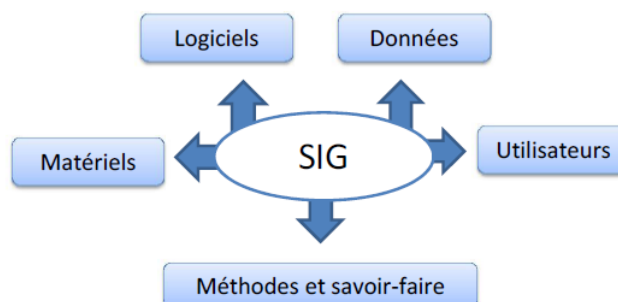 Logiciels
Données
Matériels
SIG
Utilisateurs
Méthodes et savoir-faire